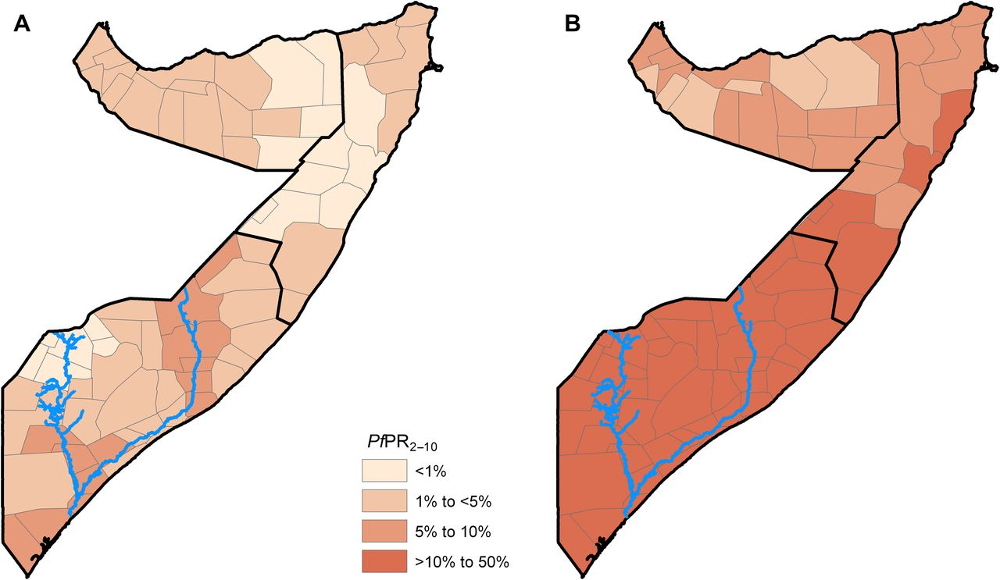 A
B
PfPR2–10
<1%
1% to <5%
5% to 10%
>10% to 50%